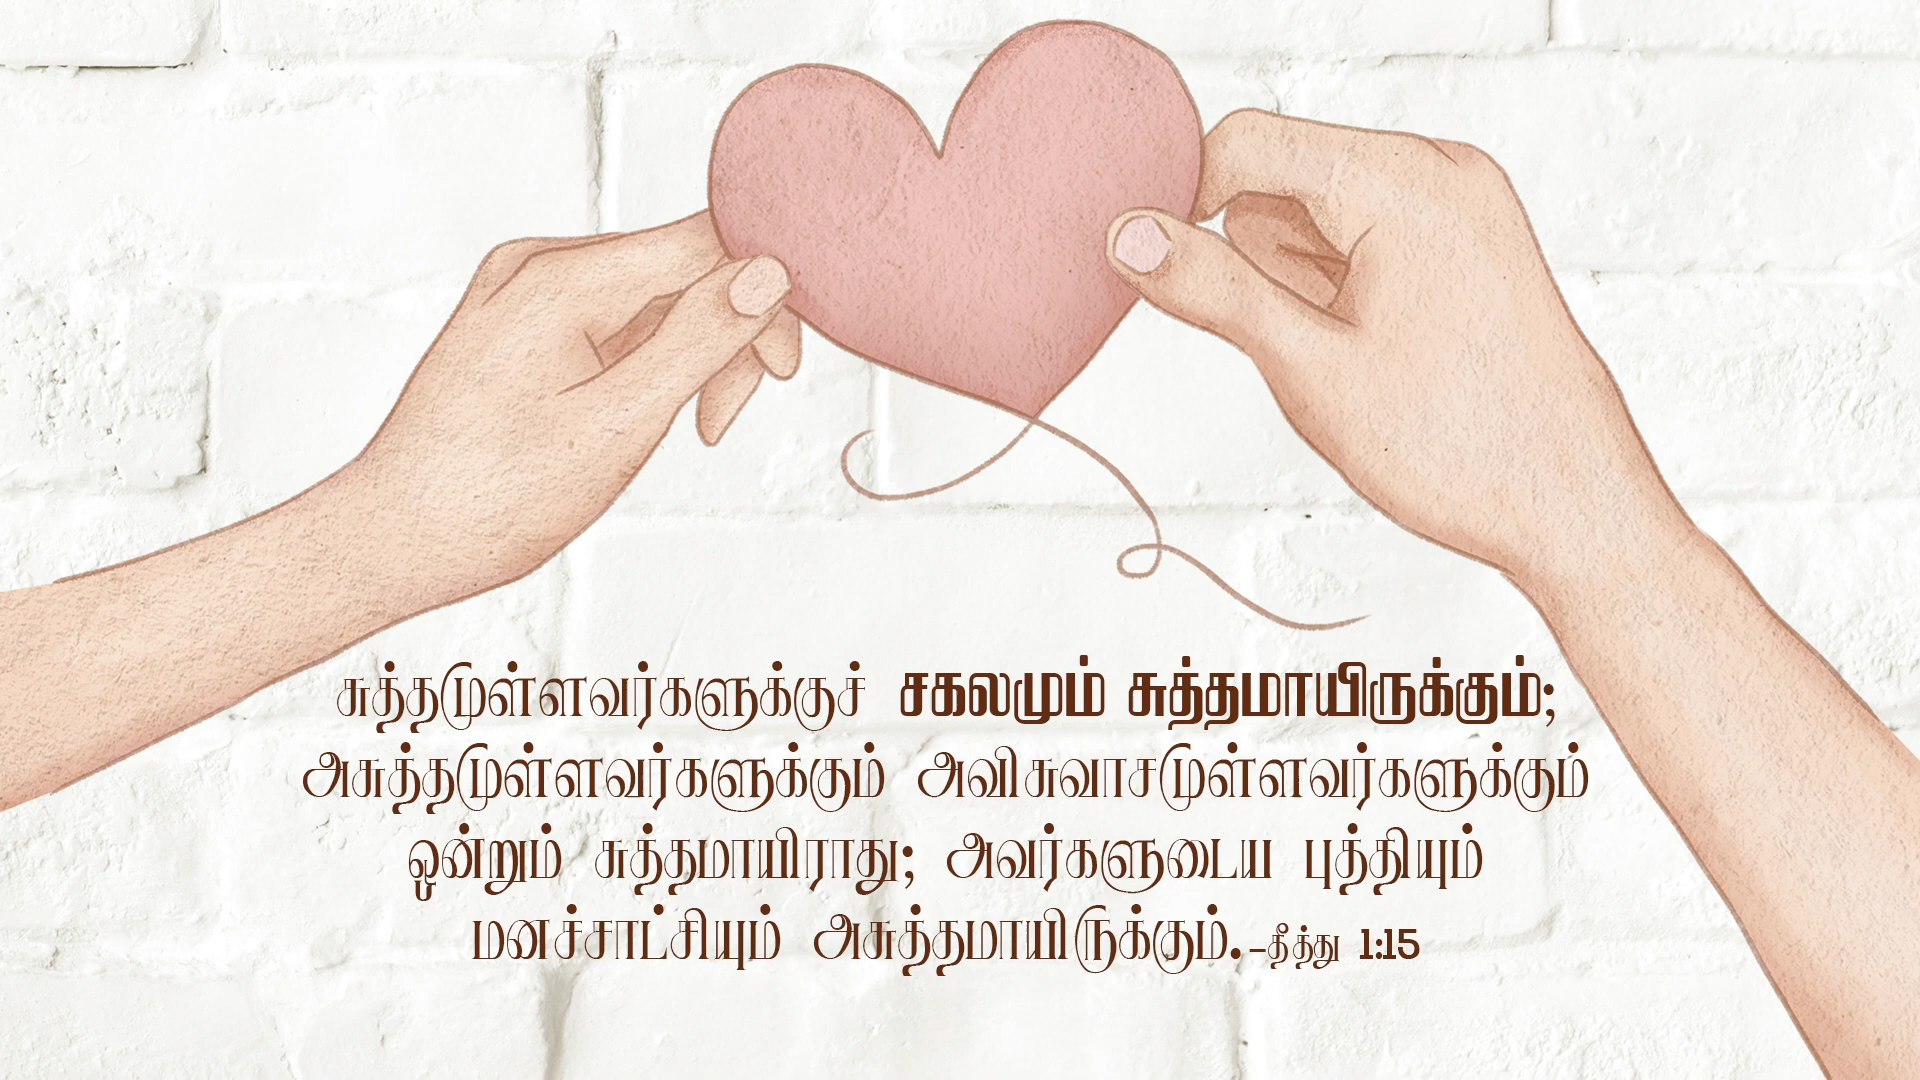 சுத்தமுள்ளவர்களுக்குச் சகலமும் சுத்தமாயிருக்கும்;
அசுத்தமுள்ளவர்களுக்கும் அவிசுவாசமுள்ளவர்களுக்கும்
ஒன்றும் சுத்தமாயிராது; அவர்களுடைய புத்தியும்
மனச்சாட்சியும் அசுத்தமாயிருக்கும். -தீத்து 1:15